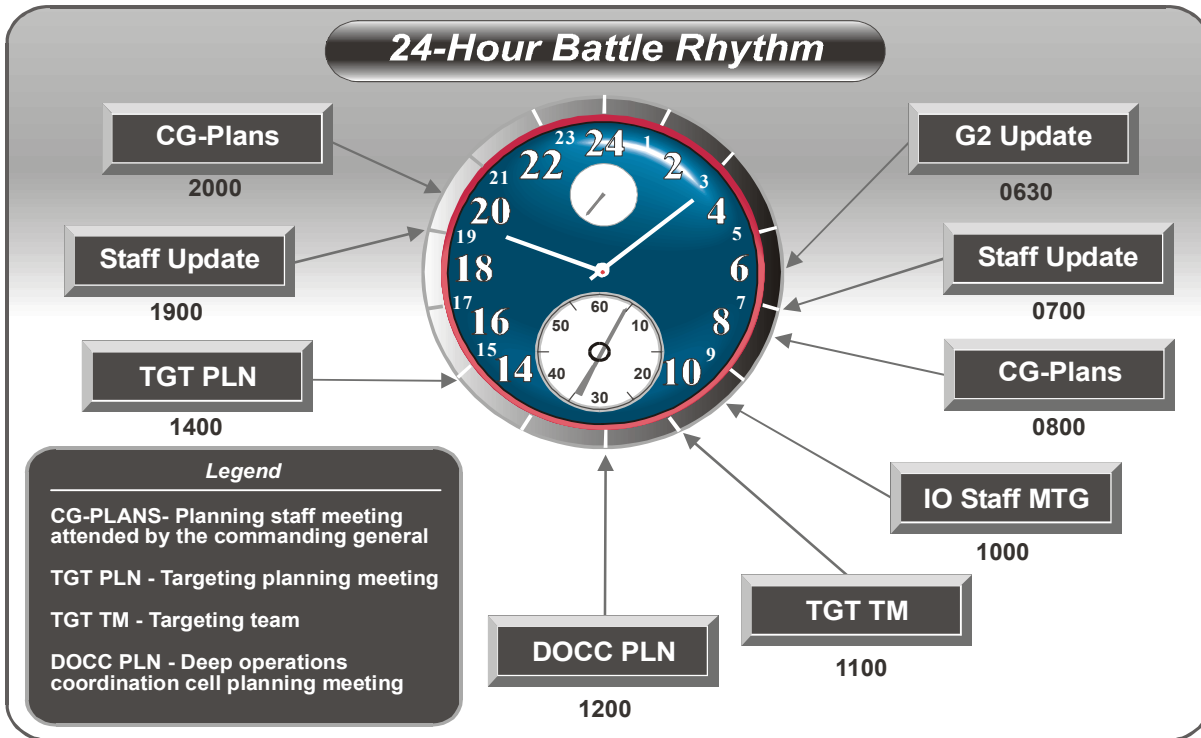 24-Hour Battle Rhythm
CG-Plans
2000
Staff Update
1900
TGT PLN
1400
G2 Update
0630
Staff Update
0700
CG-Plans
0800
IO Staff MTG
1000
TGT TM
1100
DOCC PLN
1200
24
1
2
3
4
5
6
7
8
9
10
14
15
16
17
18
19
20
21
22
23
60
10
20
30
40
50
Legend
CG-PLANS- Planning staff meeting
attended by the commanding general
TGT PLN - Targeting planning meeting
TGT TM - Targeting team
DOCC PLN - Deep operations
coordination cell planning meeting